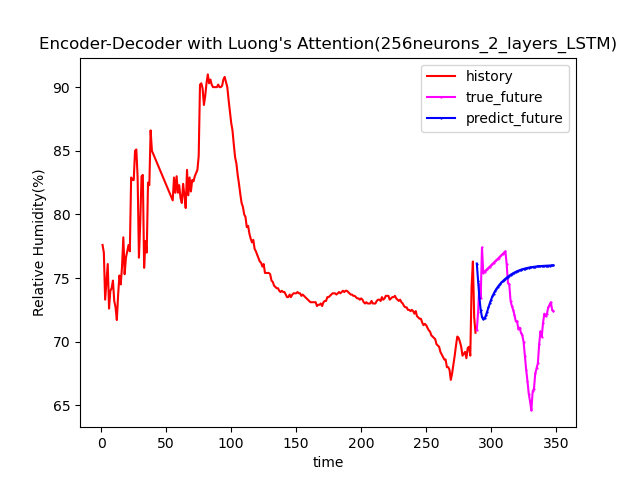 Encoder-Decoder with Luong's Attention(256neurons_2_layers_LSTM)
history
true_future
predict_future
Relative Humidity(%)
90
85
80
75
70
65
0 50 100 150 200 250 300 350
time